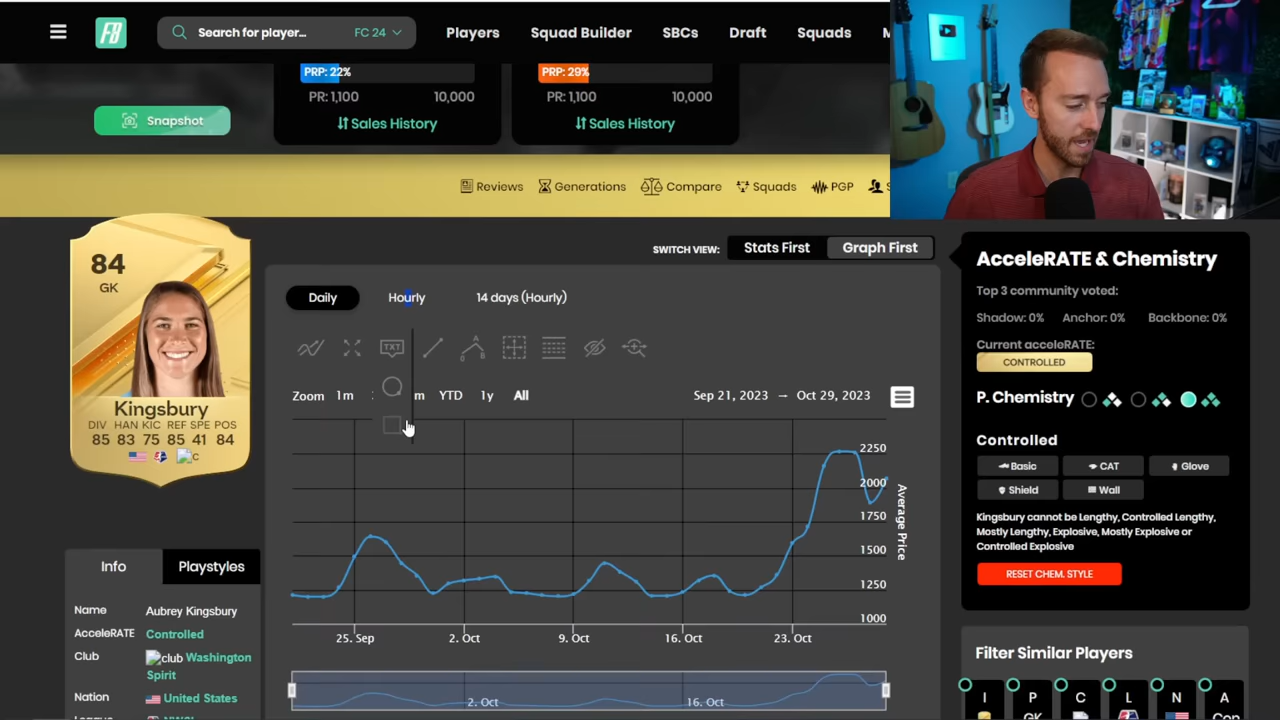 FB Search for player... FC 24 Players Squad Builder SBCs Draft Squads M
PRP: 22% PRP: 29%
PR: 1,100 10,000 PR: 1,100 10,000
Snapshot Sales History Sales History
Reviews Generations Compare Squads PGP S
SWITCH VIEW: Stats First Graph First
84
GK
Kingsbury
DIV HAN KIC REF SPE POS
85 83 75 85 41 84
C
Daily Hourly 14 days (Hourly)
TXT
Zoom 1m m YTD 1y All Sep 21, 2023 → Oct 29, 2023
2250
2000
1750
1500
1250
1000
Average Price
25. Sep 2. Oct 9. Oct 16. Oct 23. Oct
2. Oct 16. Oct
Info Playstyles
Name Aubrey Kingsbury
AcceleRATE Controlled
Club club Washington
Spirit
Nation United States
AcceleRATE & Chemistry
Top 3 community voted:
Shadow: 0% Anchor: 0% Backbone: 0%
Current acceleRATE:
CONTROLLED
P. Chemistry
Controlled
Basic CAT Glove
Shield Wall
Kingsbury cannot be Lengthy, Controlled Lengthy,
Mostly Lengthy, Explosive, Mostly Explosive or
Controlled Explosive
RESET CHEM. STYLE
Filter Similar Players
I P C L N A
GK Con